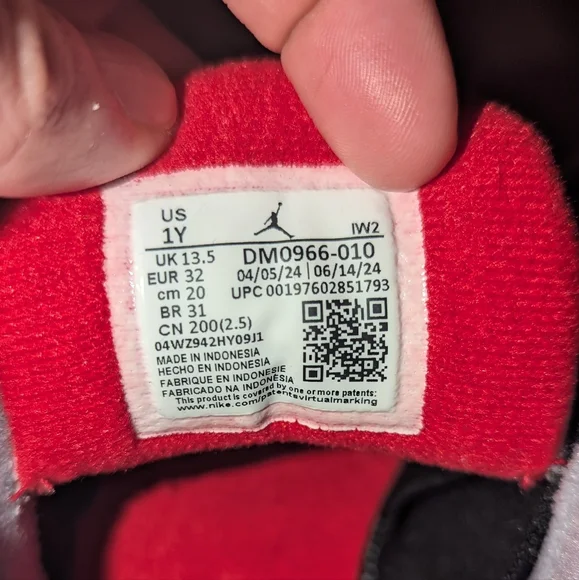 US
1Y
IW2
UK 13.5
DM0966-010
EUR 32
04/05/24 | 06/14/24
cm 20
UPC 00197602851793
BR 31
CN 200(2.5)
04WZ942HY09J1
MADE IN INDONESIA
HECHO EN INDONESIA
FABRIQUE EN INDONESIE
FABRICADO NA INDONÉSIA
This product is covered by one or more patents:
www.nike.com/patentsvirtualmarking